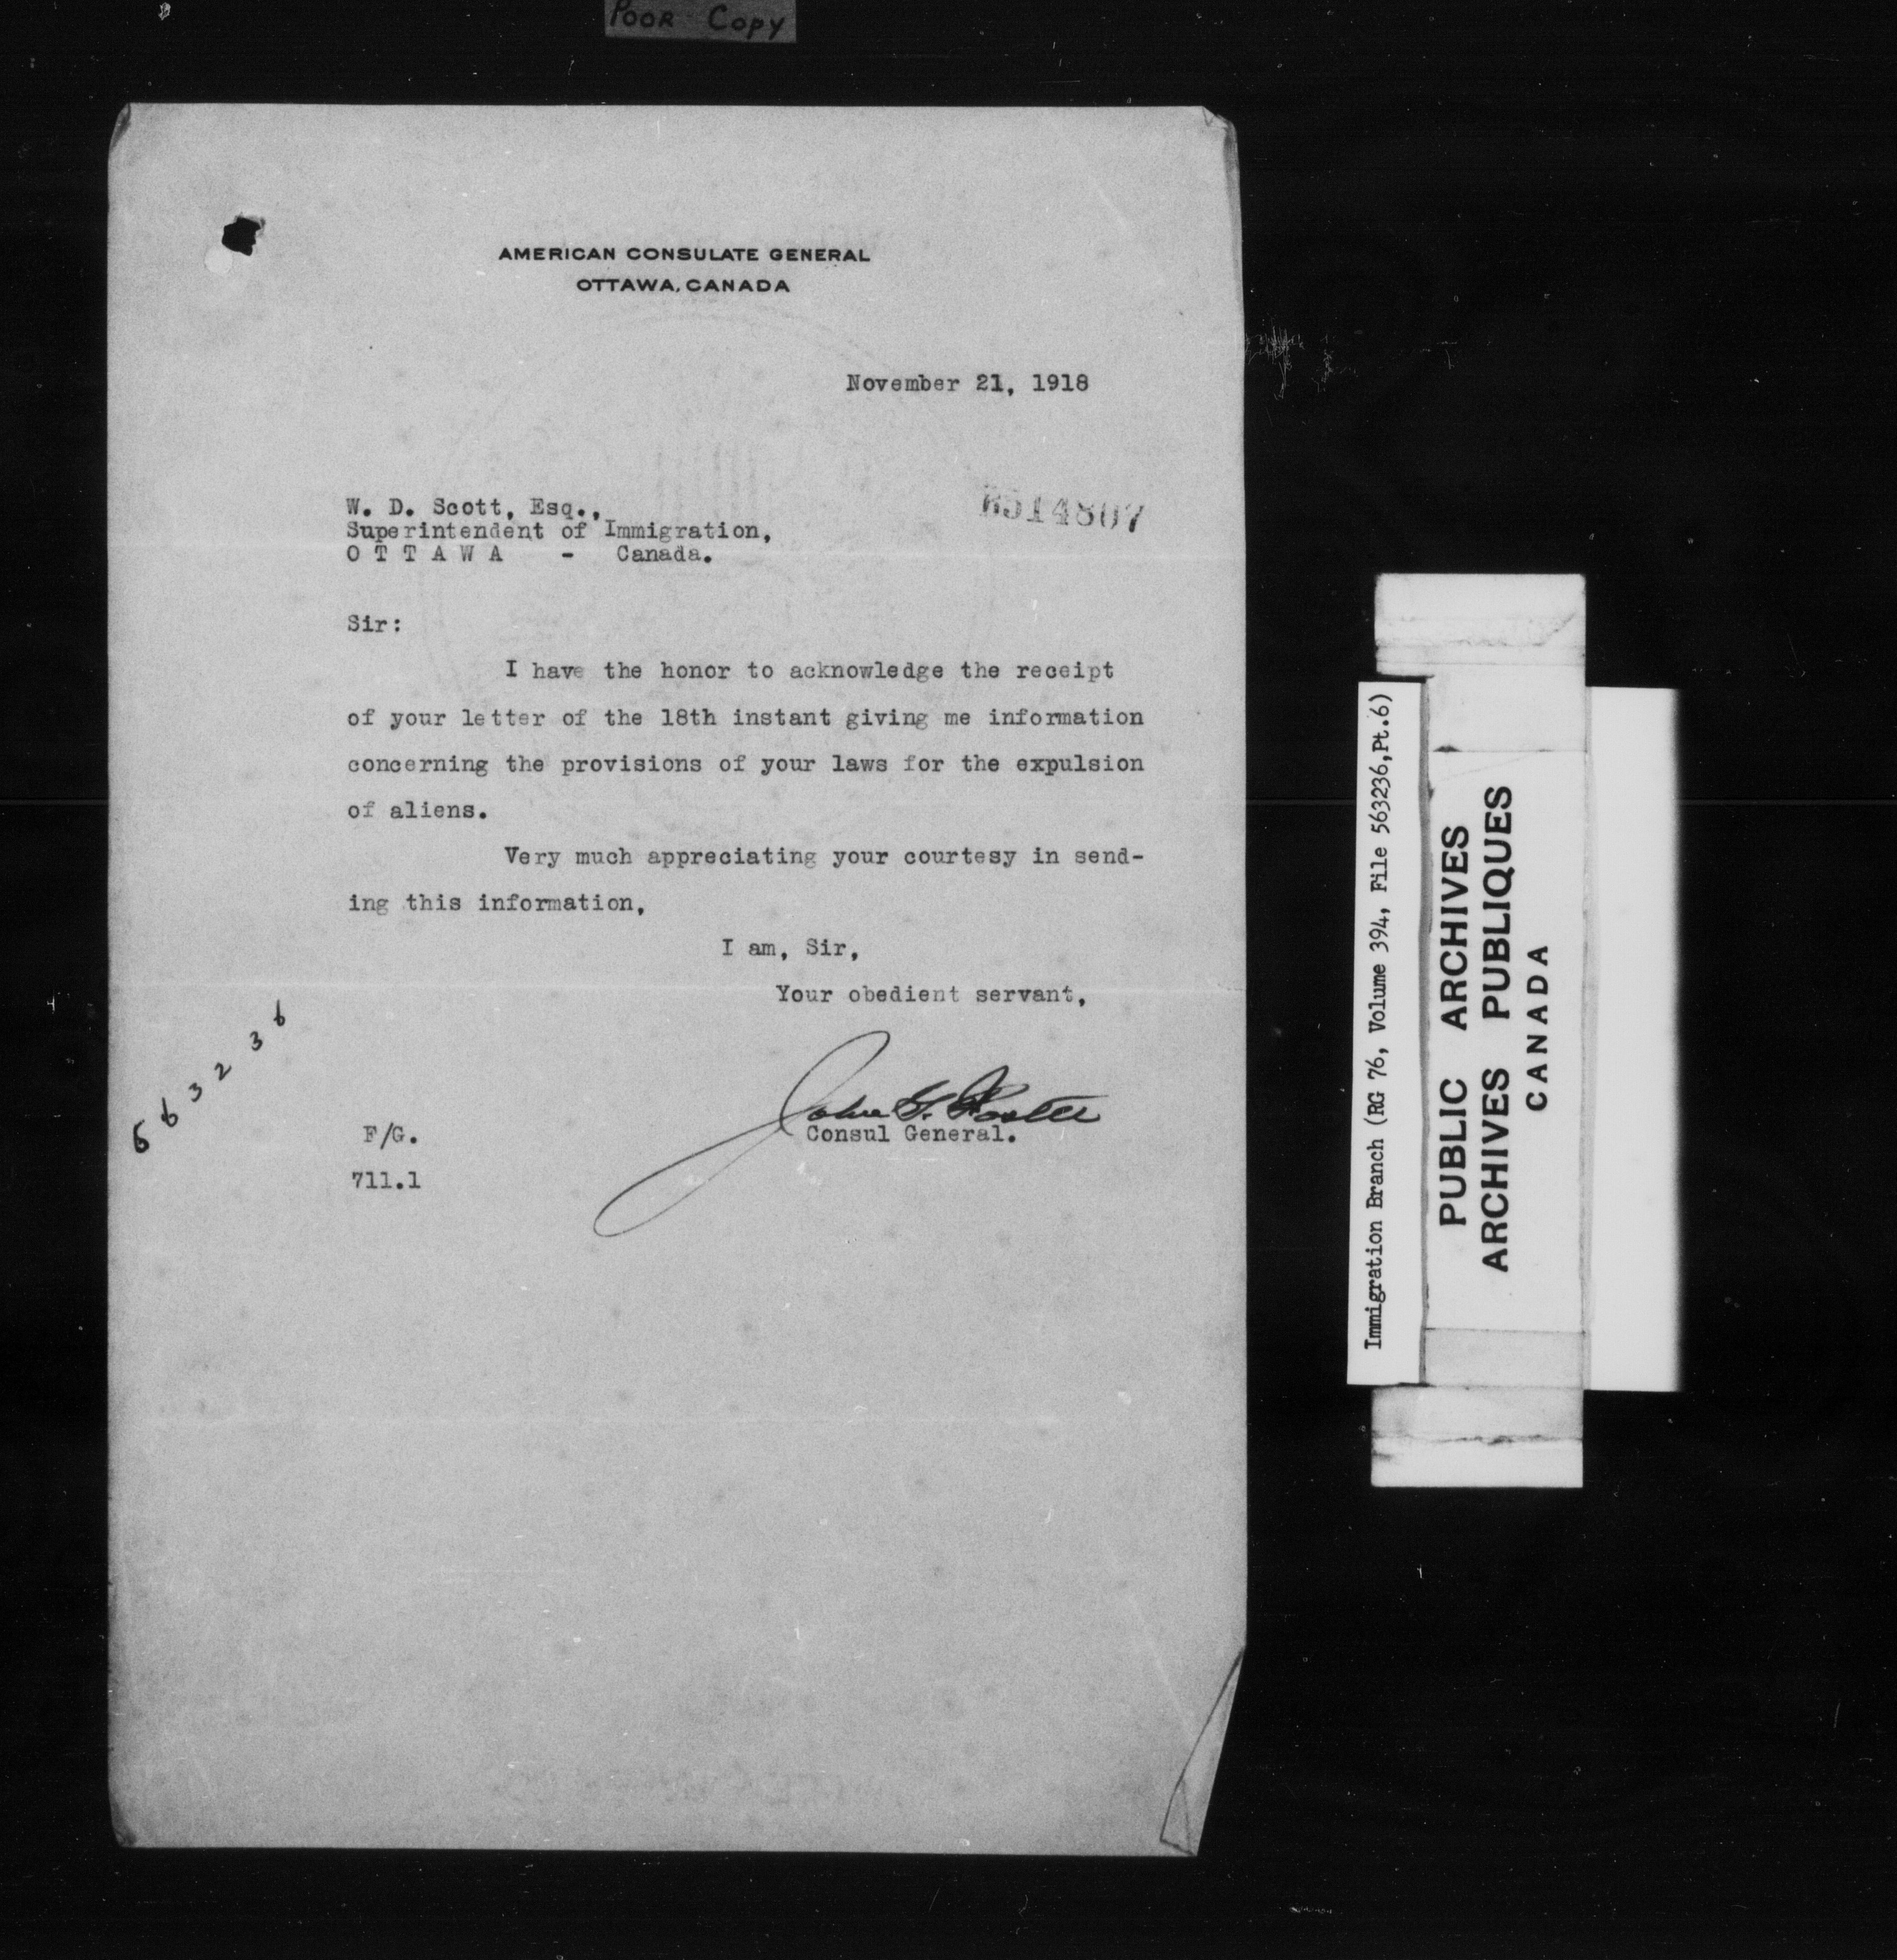 POOR COPY
AMERICAN CONSULATE GENERAL
OTTAWA, CANADA
November 21, 1918
W. D. Scott, Esq.,
Superintendent of Immigration,
O T T A W A - Canada.
514807
Sir:
I have the honor to acknowledge the receipt
of your letter of the 18th instant giving me information
concerning the provisions of your laws for the expulsion
of aliens.
Very much appreciating your courtesy in send-
ing this information,
I am, Sir,
Your obedient servant,
John G. Foster
Consul General.
563236
F/G.
711.1
Immigration Branch (RG 76, Volume 394, File 563236,Pt.6)
PUBLIC ARCHIVES
ARCHIVES PUBLIQUES
CANADA